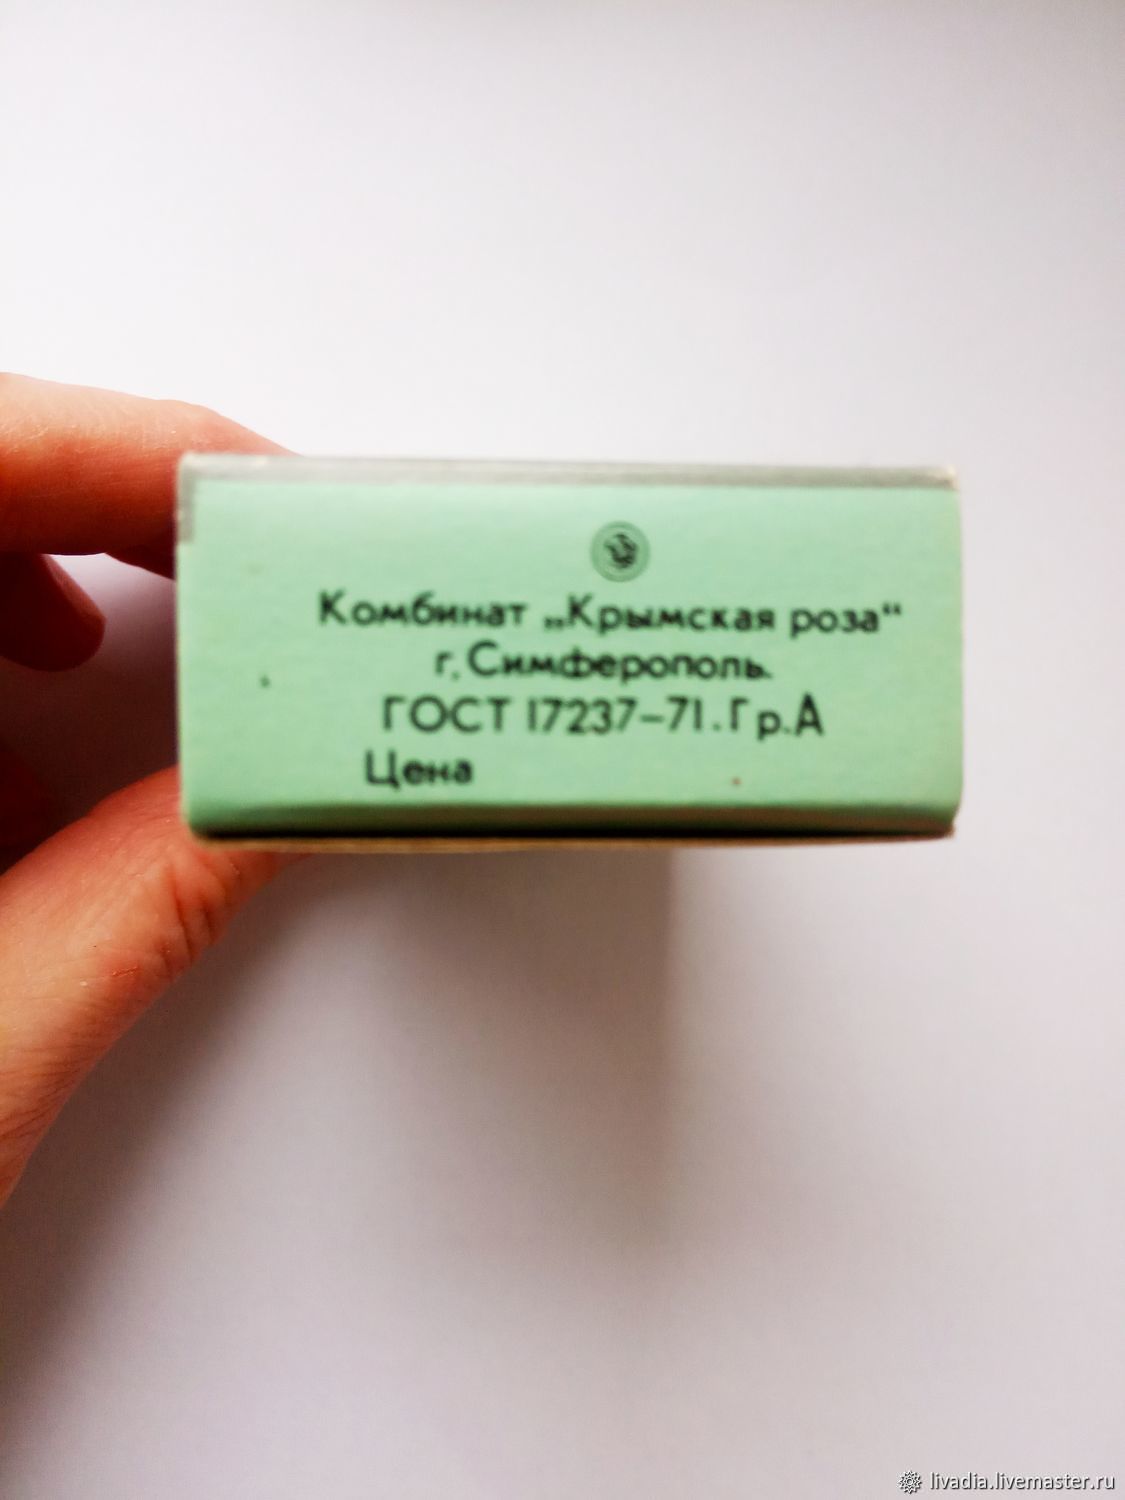 Комбинат „Крымская роза“
г. Симферополь.
ГОСТ 17237–71. Гр. А
Цена
livadia.livemaster.ru